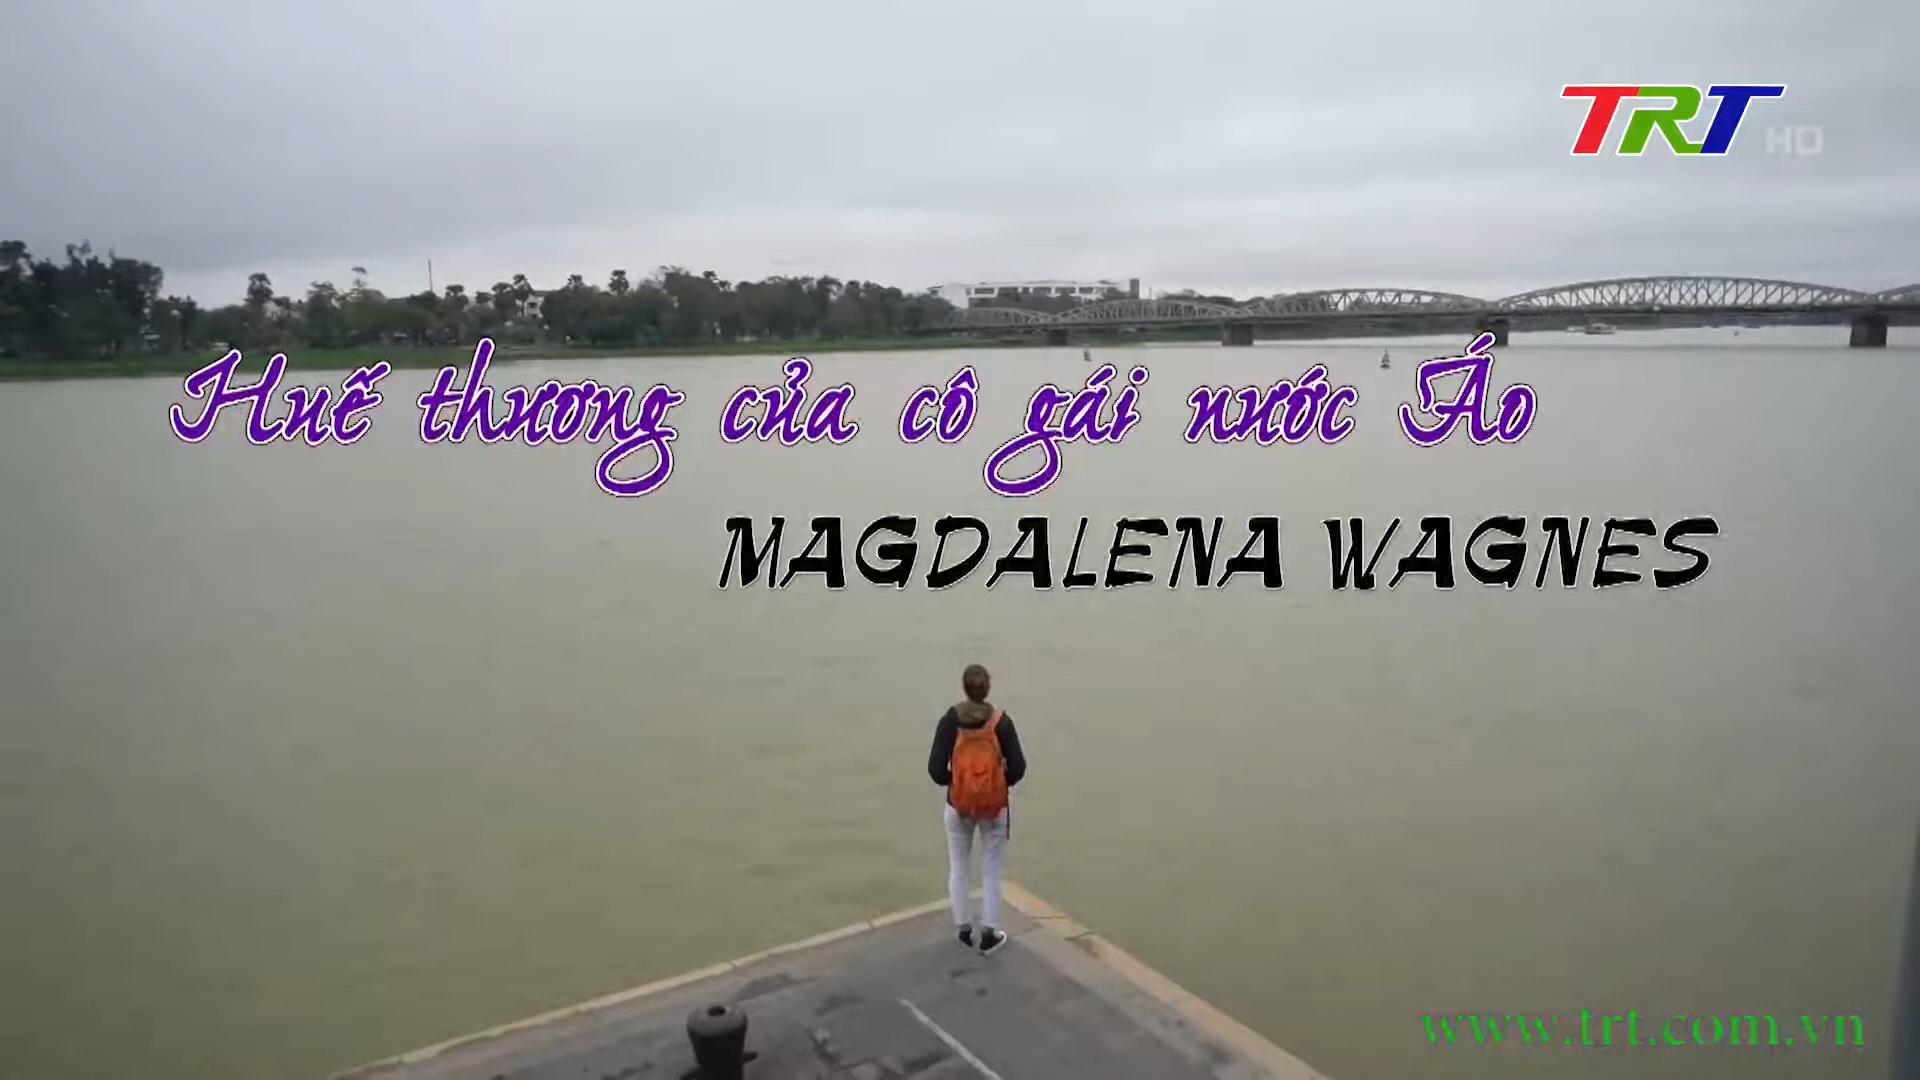 TRT HD
Huế thương của cô gái nước Áo
MAGDALENA WAGNES
www.trt.com.vn